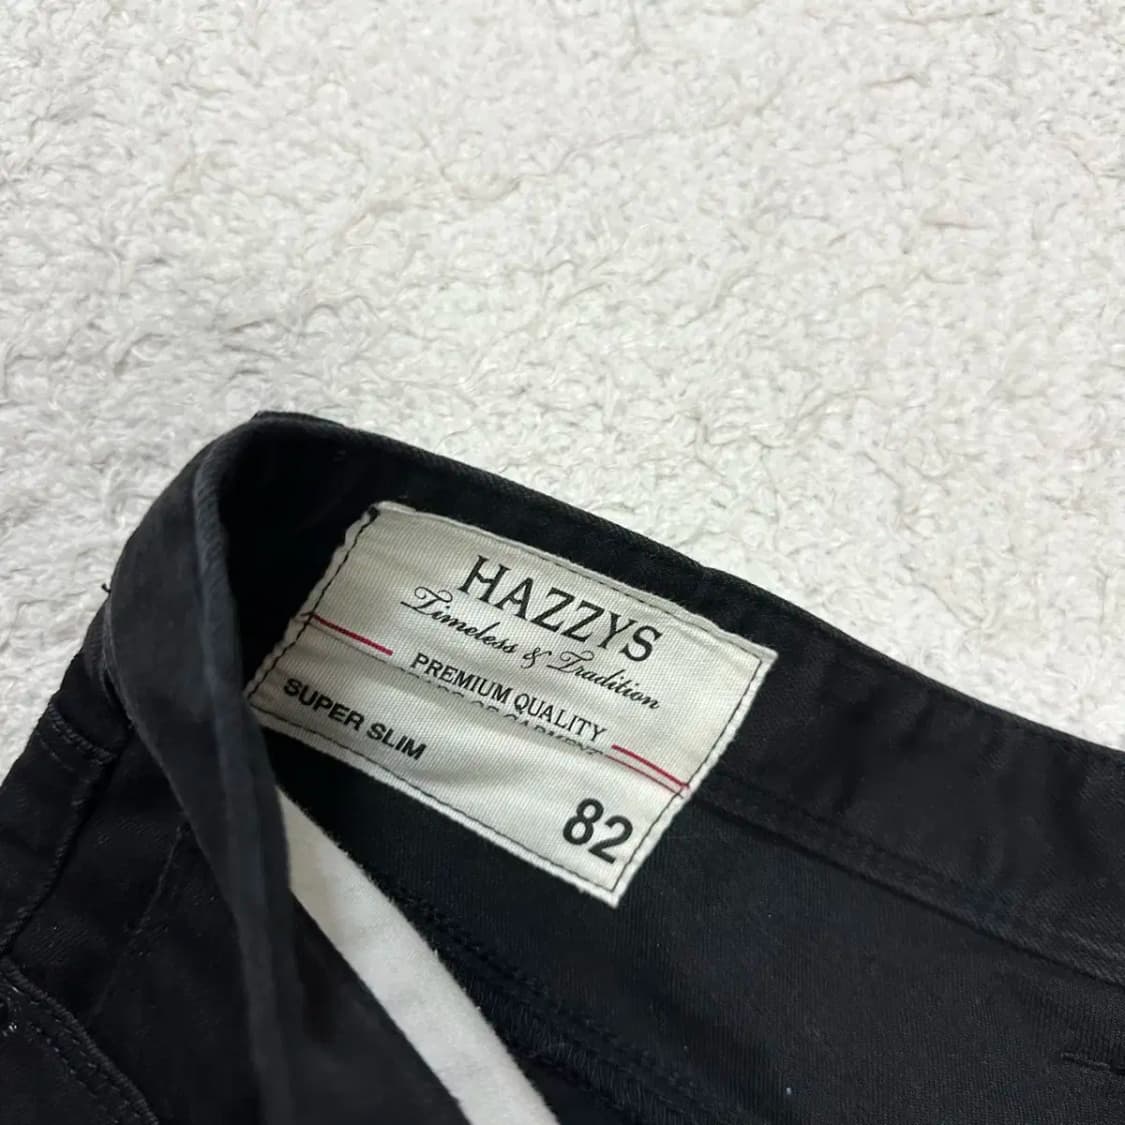 HAZZYS
Timeless & Tradition
PREMIUM QUALITY
SUPER SLIM
82